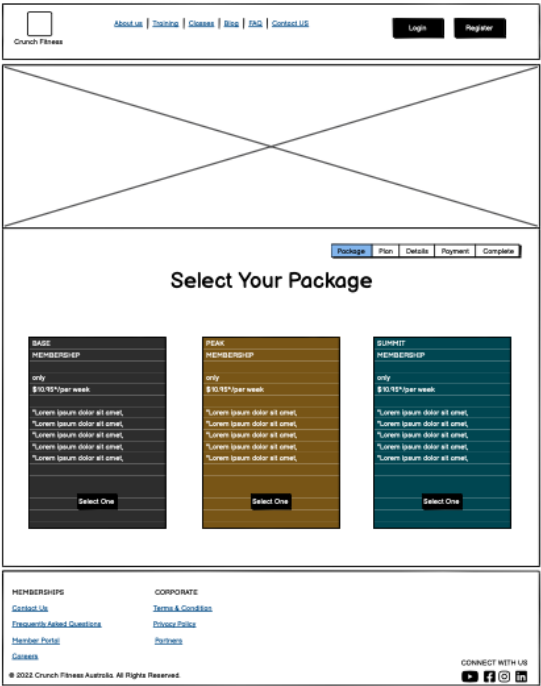 Crunch Fitness
About us | Training | Classes | Blog | FAQ | Contact US
Login
Register
Package
Plan
Details
Payment
Complete
Select Your Package
BASE
MEMBERSHIP
only
$10.95*/per week
"Lorem ipsum dolor sit amet,
"Lorem ipsum dolor sit amet,
"Lorem ipsum dolor sit amet,
"Lorem ipsum dolor sit amet,
"Lorem ipsum dolor sit amet,
Select One
PEAK
MEMBERSHIP
only
$10.95*/per week
"Lorem ipsum dolor sit amet,
"Lorem ipsum dolor sit amet,
"Lorem ipsum dolor sit amet,
"Lorem ipsum dolor sit amet,
"Lorem ipsum dolor sit amet,
Select One
SUMMIT
MEMBERSHIP
only
$10.95*/per week
"Lorem ipsum dolor sit amet,
"Lorem ipsum dolor sit amet,
"Lorem ipsum dolor sit amet,
"Lorem ipsum dolor sit amet,
"Lorem ipsum dolor sit amet,
Select One
MEMBERSHIPS
Contact Us
Frequently Asked Questions
Member Portal
Careers
CORPORATE
Terms & Condition
Privacy Policy
Partners
© 2022 Crunch Fitness Australia. All Rights Reserved.
CONNECT WITH US